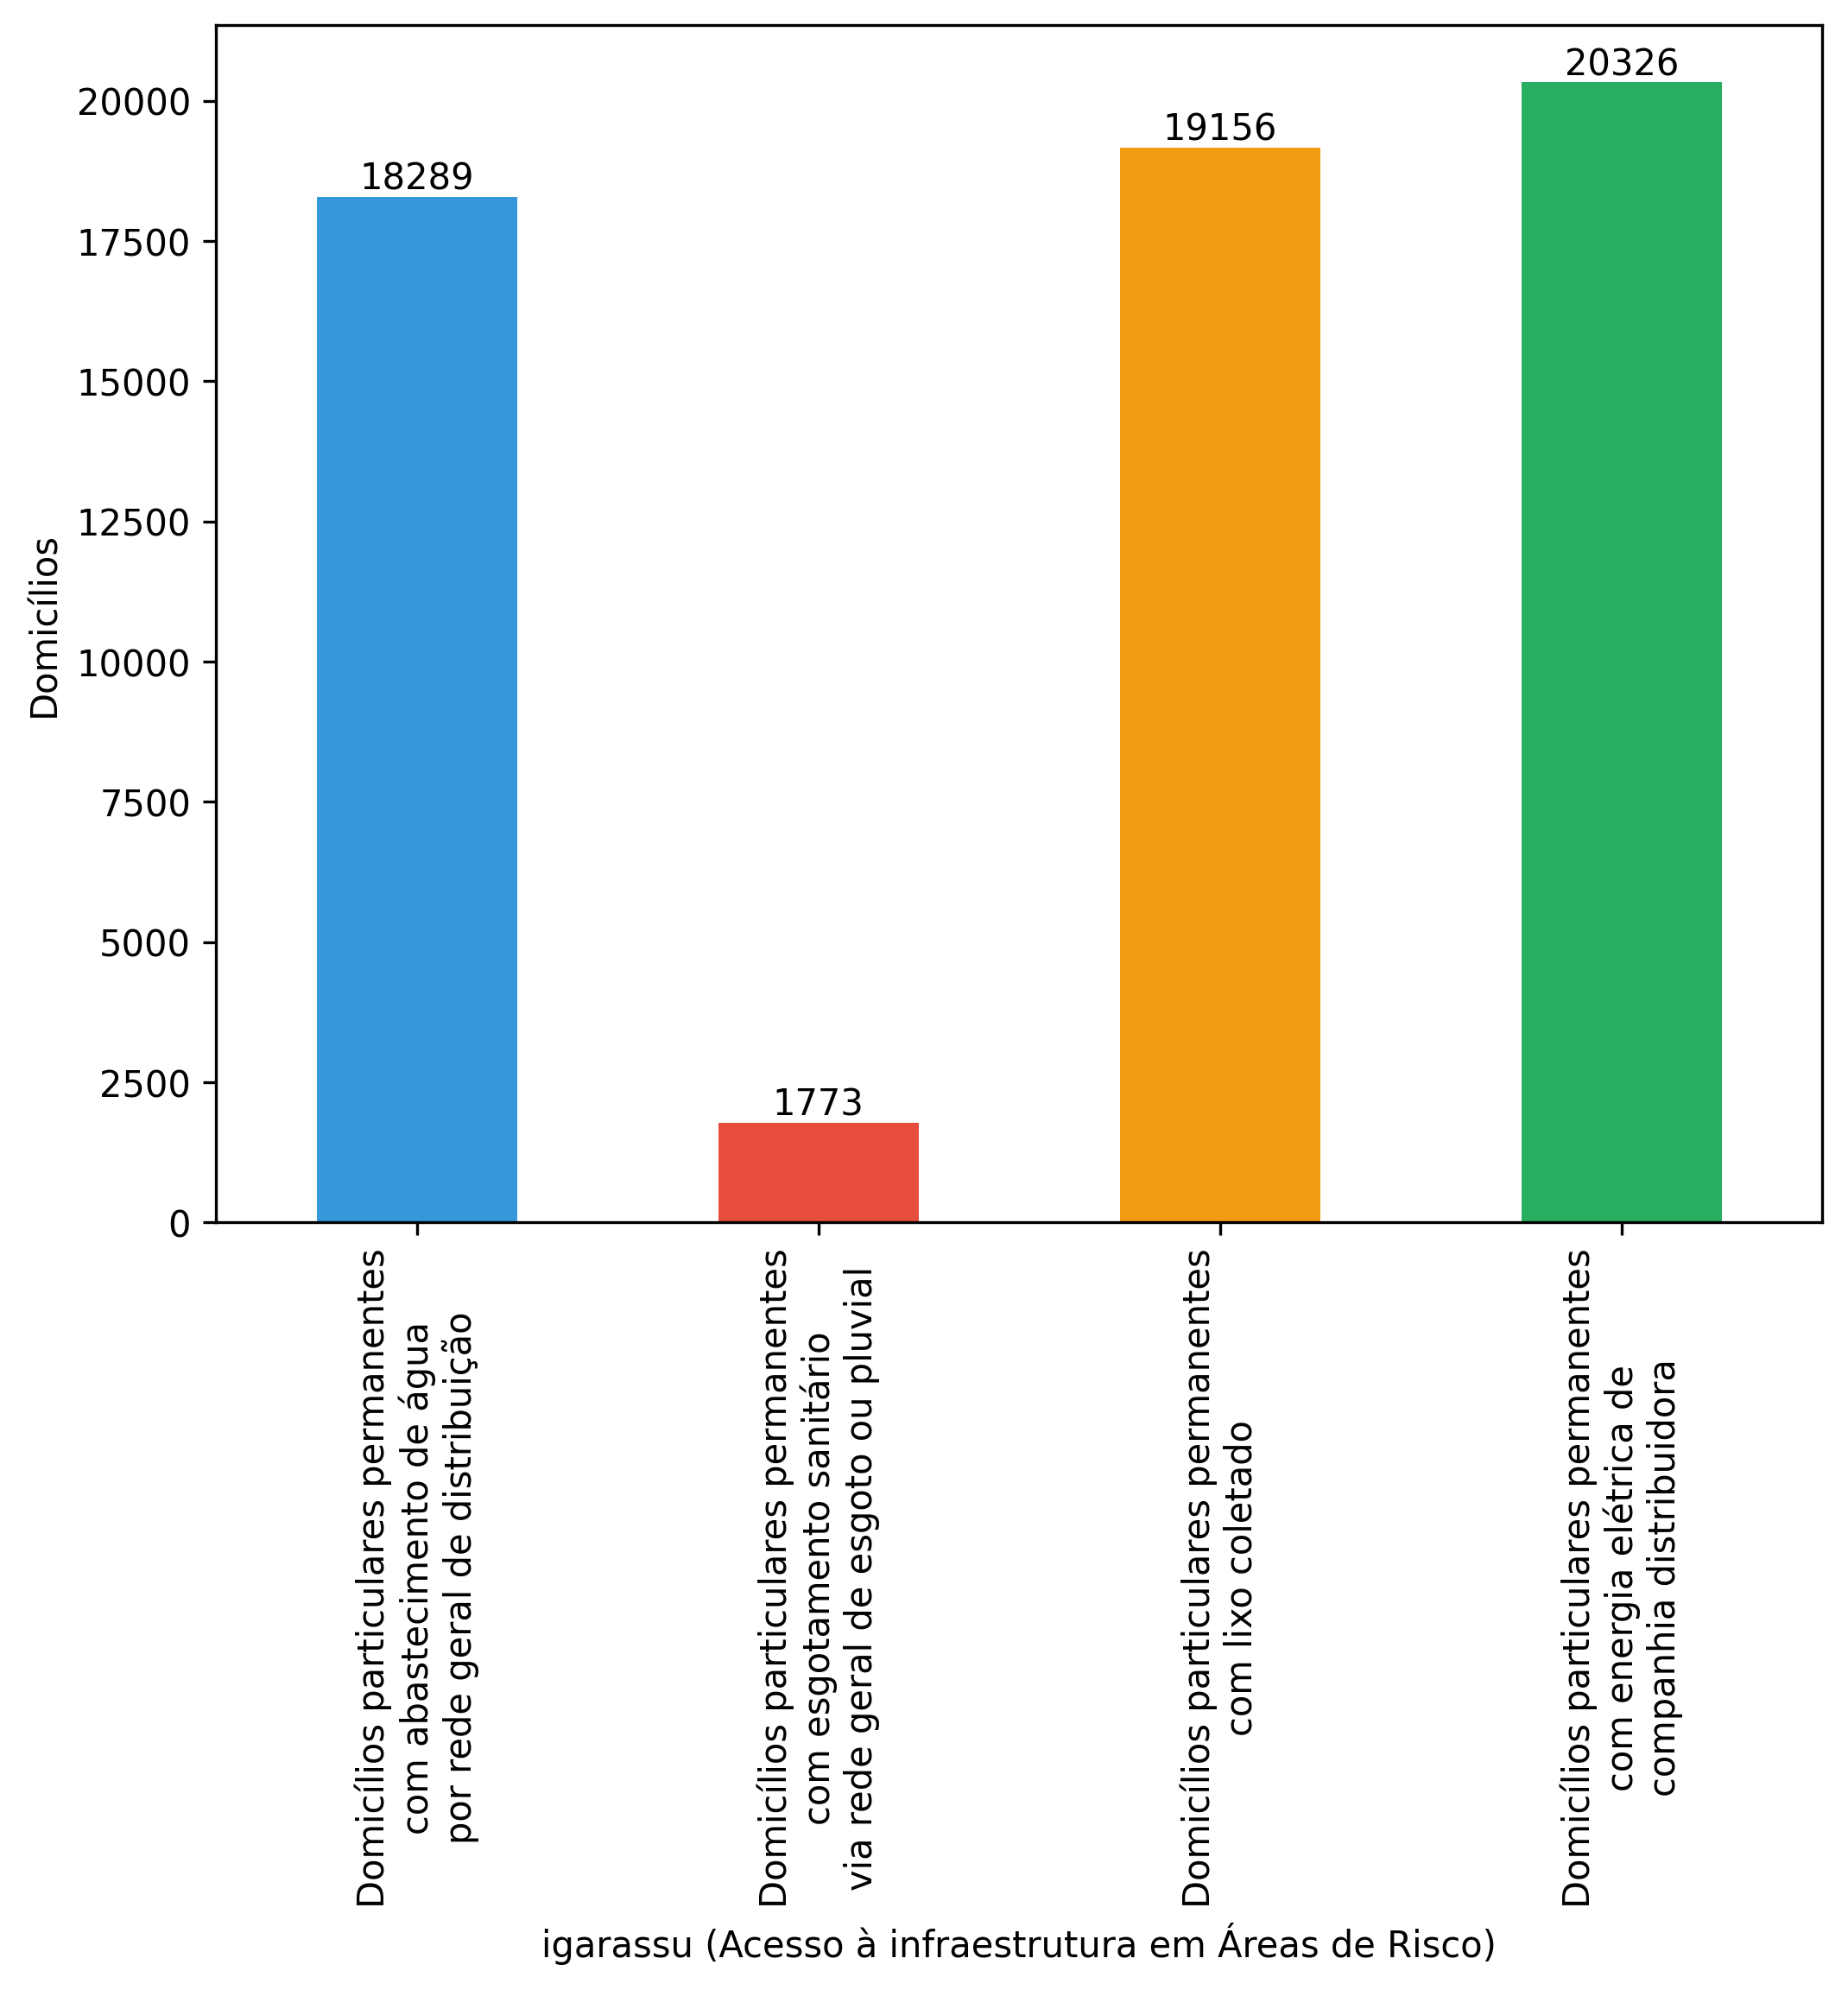 20326
19156
18289
1773
20000
17500
15000
12500
10000
7500
5000
2500
0
Domicílios
Domicílios particulares permanentes
com abastecimento de água
por rede geral de distribuição
Domicílios particulares permanentes
com esgotamento sanitário
via rede geral de esgoto ou pluvial
Domicílios particulares permanentes
com lixo coletado
Domicílios particulares permanentes
com energia elétrica de
companhia distribuidora
igarassu (Acesso à infraestrutura em Áreas de Risco)